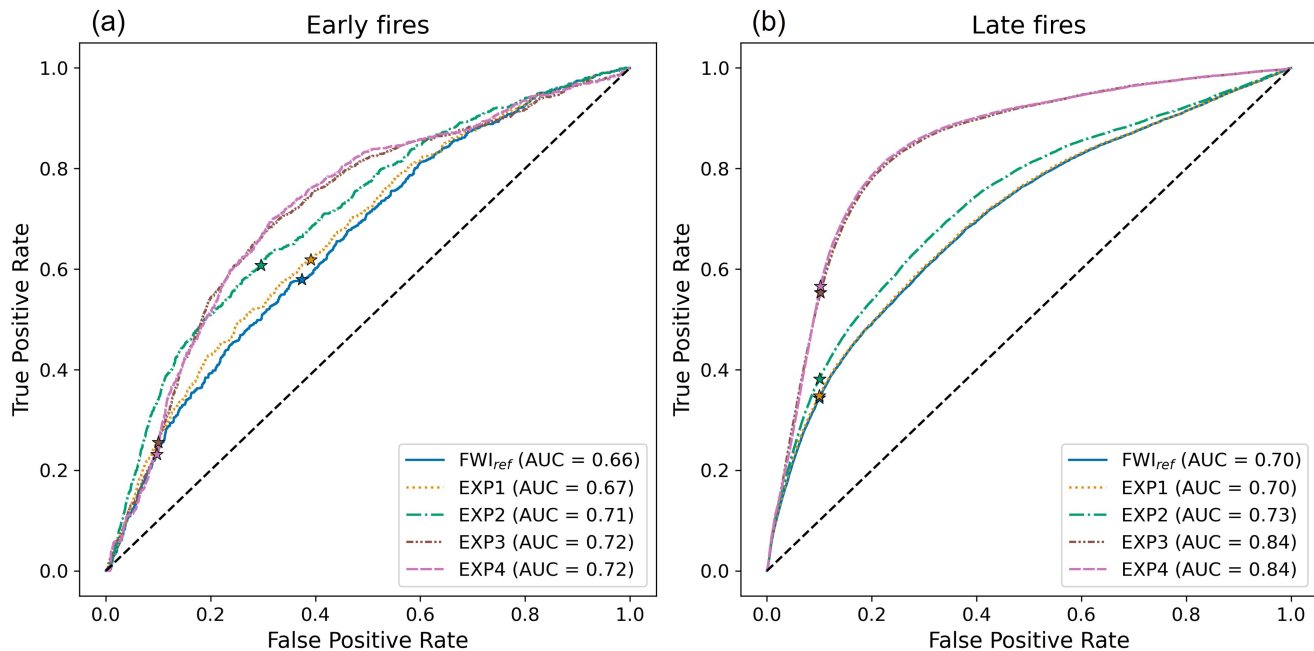 (a)
Early fires
True Positive Rate
1.0
0.8
0.6
0.4
0.2
0.0
0.0 0.2 0.4 0.6 0.8 1.0
False Positive Rate
FWI_ref (AUC = 0.66)
EXP1 (AUC = 0.67)
EXP2 (AUC = 0.71)
EXP3 (AUC = 0.72)
EXP4 (AUC = 0.72)
(b)
Late fires
True Positive Rate
1.0
0.8
0.6
0.4
0.2
0.0
0.0 0.2 0.4 0.6 0.8 1.0
False Positive Rate
FWI_ref (AUC = 0.70)
EXP1 (AUC = 0.70)
EXP2 (AUC = 0.73)
EXP3 (AUC = 0.84)
EXP4 (AUC = 0.84)